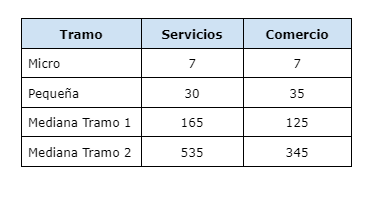 Tramo Servicios Comercio
Micro 7 7
Pequeña 30 35
Mediana Tramo 1 165 125
Mediana Tramo 2 535 345